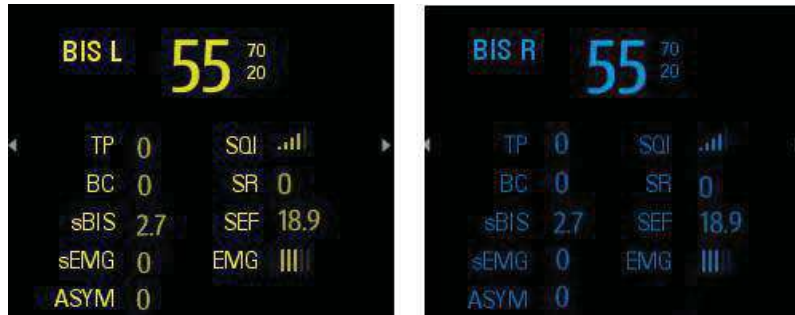 BIS L 55 70
20
TP 0 SQI
BC 0 SR 0
sBIS 2.7 SEF 18.9
sEMG 0 EMG
ASYM 0
BIS R 55 70
20
TP 0 SQI
BC 0 SR 0
sBIS 2.7 SEF 18.9
sEMG 0 EMG
ASYM 0